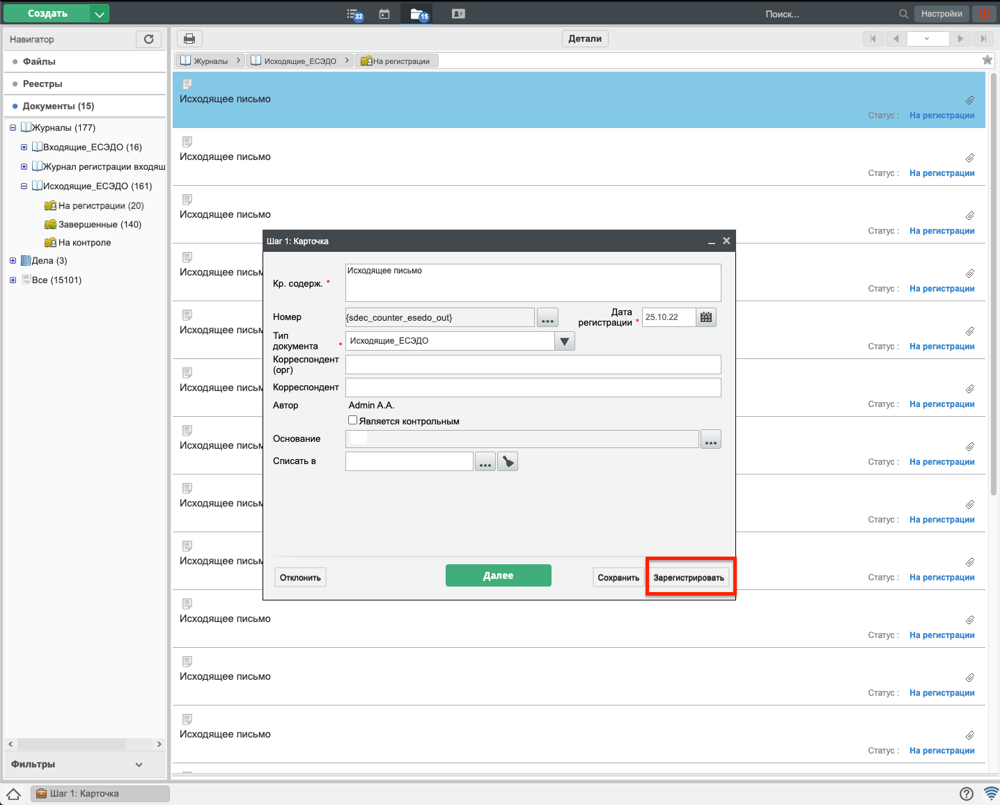 Создать
22
15
Поиск...
Настройки
Навигатор
Детали
Файлы
Реестры
Документы (15)
Журналы (177)
Входящие_ЕСЭДО (16)
Журнал регистрации входящ
Исходящие_ЕСЭДО (161)
На регистрации (20)
Завершенные (140)
На контроле
Дела (3)
Все (15101)
Фильтры
Журналы
Исходящие_ЕСЭДО
На регистрации
Исходящее письмо
Статус : На регистрации
Исходящее письмо
Статус : На регистрации
Исходящее письмо
Статус : На регистрации
Исходящее письм
Статус : На регистрации
Исходящее письм
Статус : На регистрации
Исходящее письм
Статус : На регистрации
Исходящее письм
Статус : На регистрации
Исходящее письм
Статус : На регистрации
Исходящее письм
Статус : На регистрации
Исходящее письмо
Статус : На регистрации
Исходящее письмо
Статус : На регистрации
Исходящее письмо
Статус : На регистрации
Шаг 1: Карточка
Кр. содерж. *
Исходящее письмо
Номер
{sdec_counter_esedo_out}
...
Дата
регистрации *
25.10.22
Тип
документа *
Исходящие_ЕСЭДО
Корреспондент
(орг)
Корреспондент
Автор
Admin A.A.
Является контрольным
Основание
...
Списать в
...
Отклонить
Далее
Сохранить
Зарегистрировать
Шаг 1: Карточка